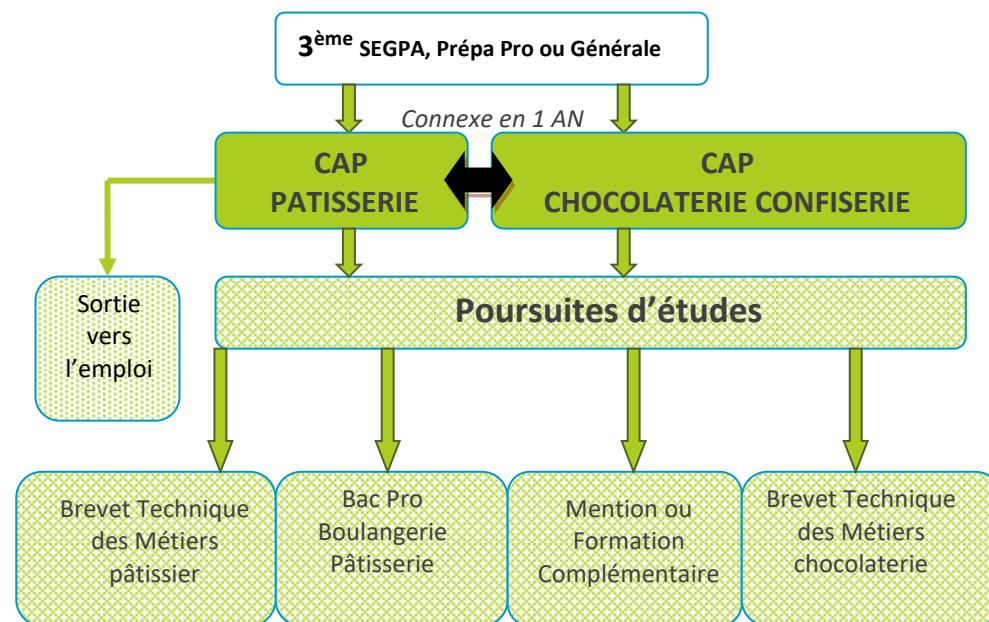 3ème SEGPA, Prépa Pro ou Générale
Connexe en 1 AN
CAP
PATISSERIE
CAP
CHOCOLATERIE CONFISERIE
Sortie
vers
l’emploi
Poursuites d’études
Brevet Technique
des Métiers
pâtissier
Bac Pro
Boulangerie
Pâtisserie
Mention ou
Formation
Complémentaire
Brevet Technique
des Métiers
chocolaterie